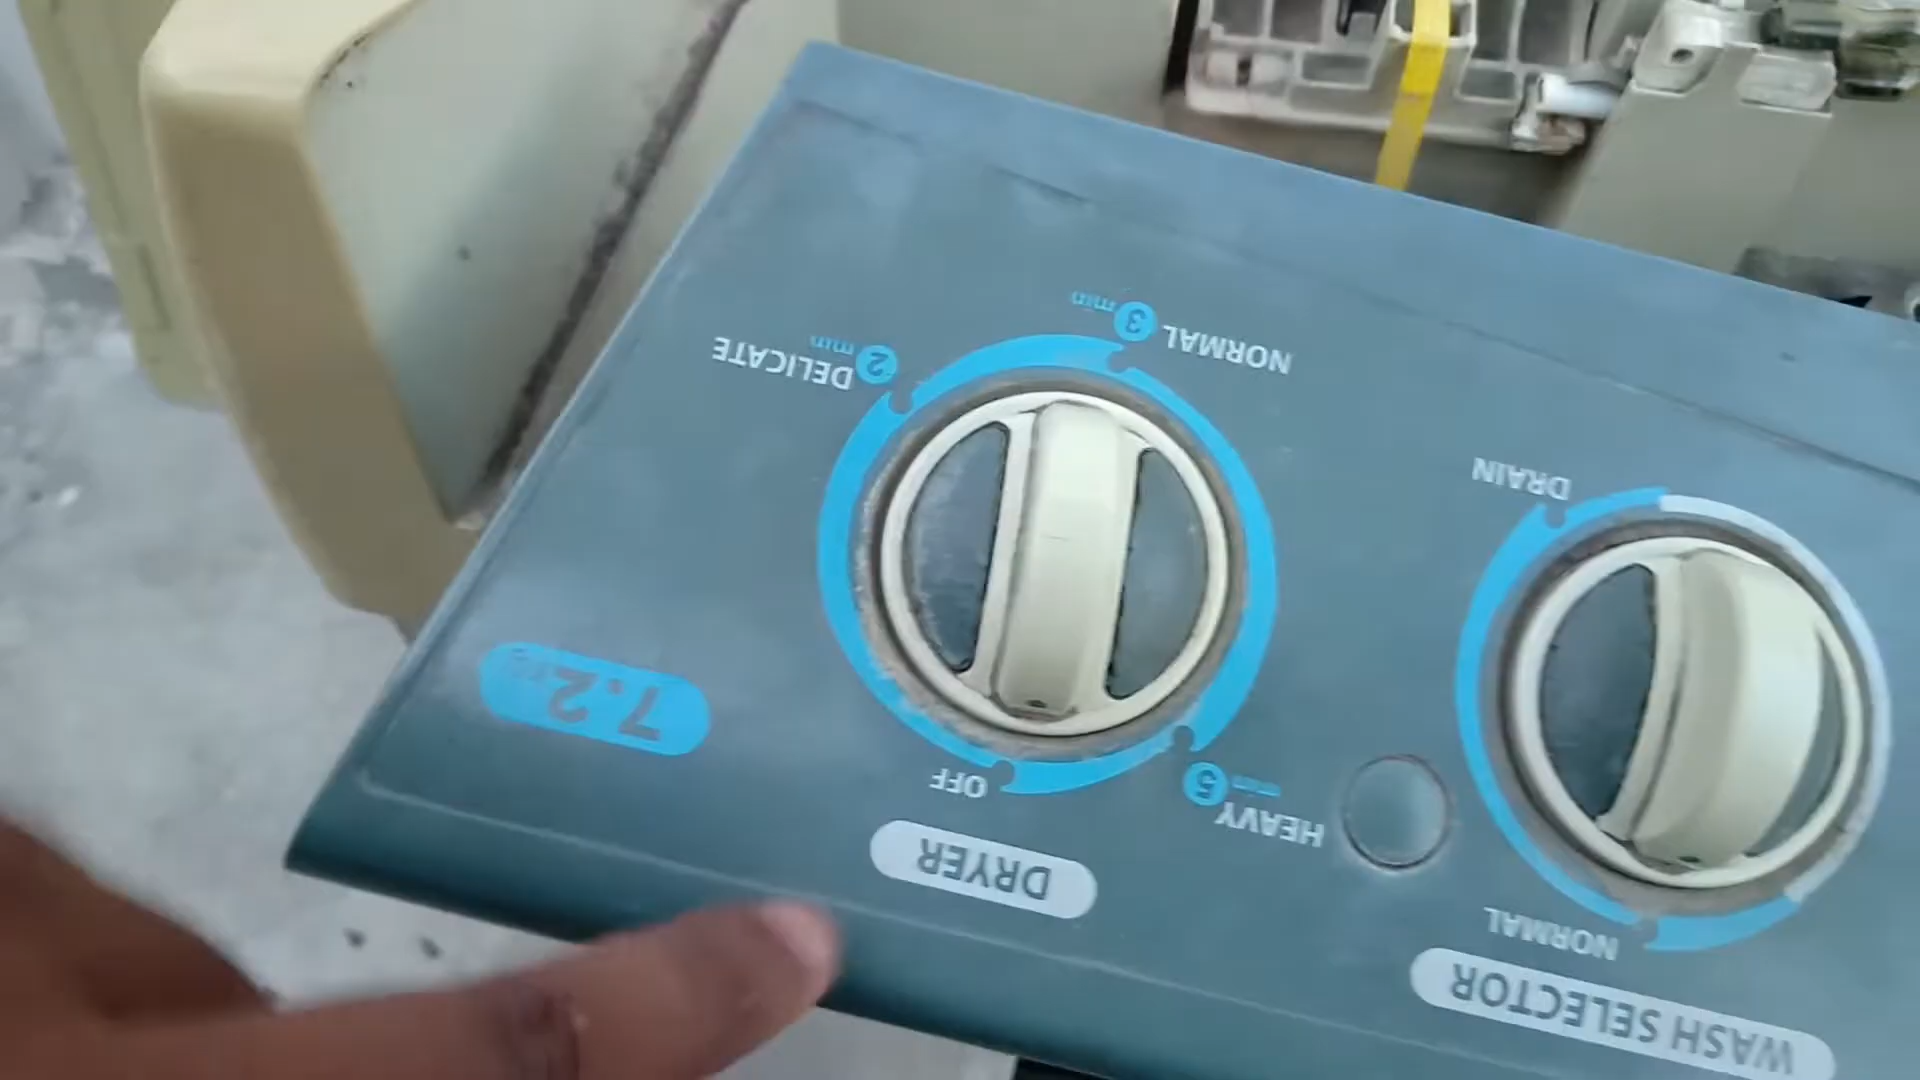 WASH SELECTOR
NORMAL
DRAIN
DRYER
OFF
HEAVY
5 min
NORMAL
3 min
DELICATE
2 min
7.2